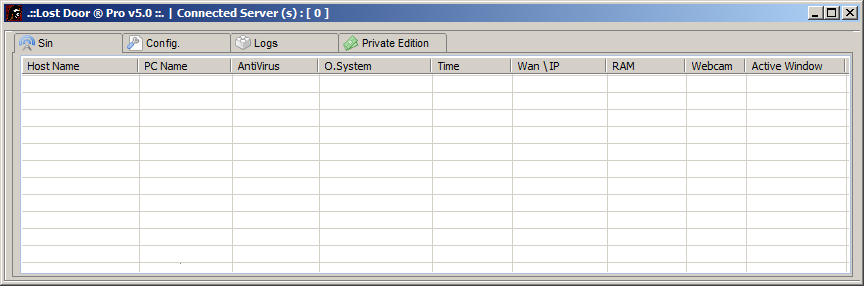 .::Lost Door ® Pro v5.0 ::. | Connected Server (s) : [ 0 ]
Sin Config. Logs Private Edition
Host Name PC Name AntiVirus O.System Time Wan \ IP RAM Webcam Active Window